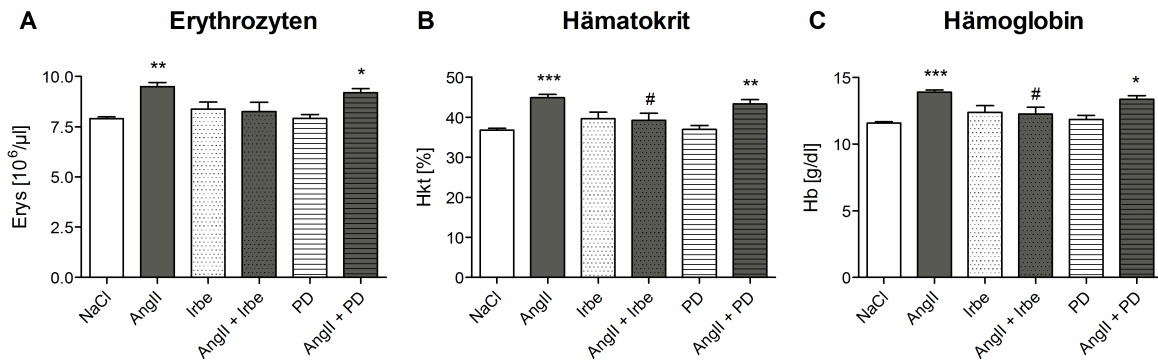 A Erythrozyten
Erys [10⁶/µl]
10.0
7.5
5.0
2.5
0.0
**
*
NaCl
AngII
Irbe
AngII + Irbe
PD
AngII + PD
B Hämatokrit
Hkt [%]
50
40
30
20
10
0
***
#
**
NaCl
AngII
Irbe
AngII + Irbe
PD
AngII + PD
C Hämoglobin
Hb [g/dl]
15
10
5
0
***
#
*
NaCl
AngII
Irbe
AngII + Irbe
PD
AngII + PD